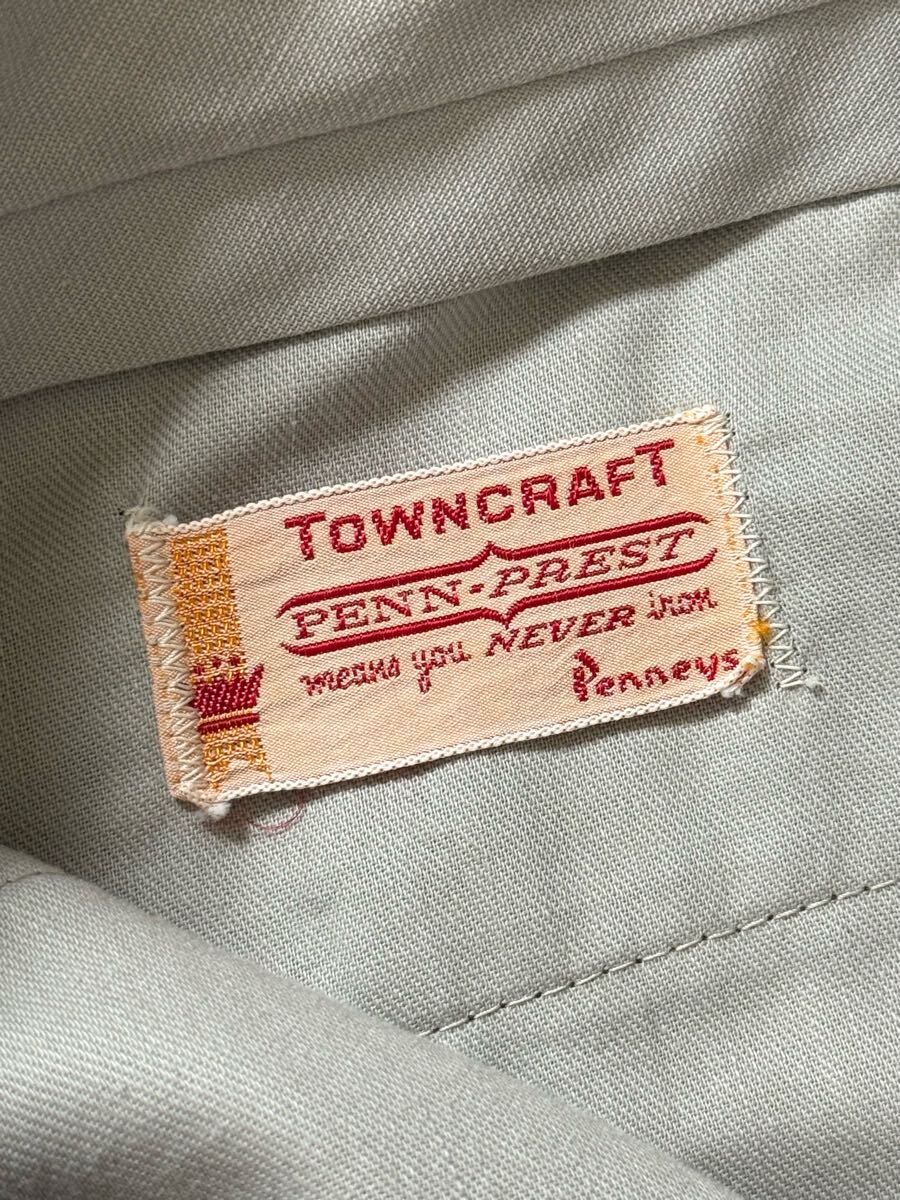 TOWNCRAFT
PENN-PREST
means you NEVER iron
Penneys